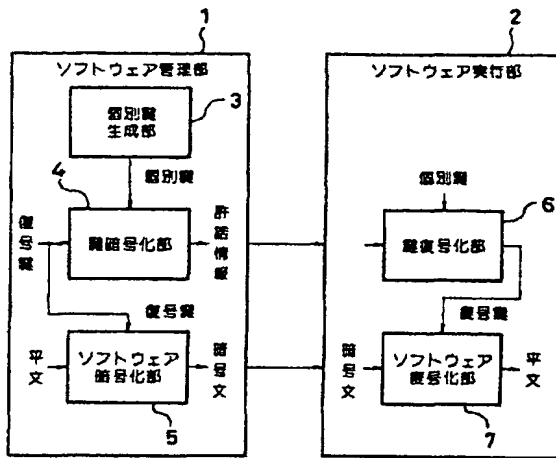 1
ソフトウェア管理部
3
個別鍵
生成部
4
個別鍵
復号鍵
鍵暗号化部
許諾情報
復号鍵
平文
ソフトウェア
暗号化部
暗号文
5
2
ソフトウェア実行部
個別鍵
6
鍵復号化部
復号鍵
暗号文
ソフトウェア
復号化部
平文
7